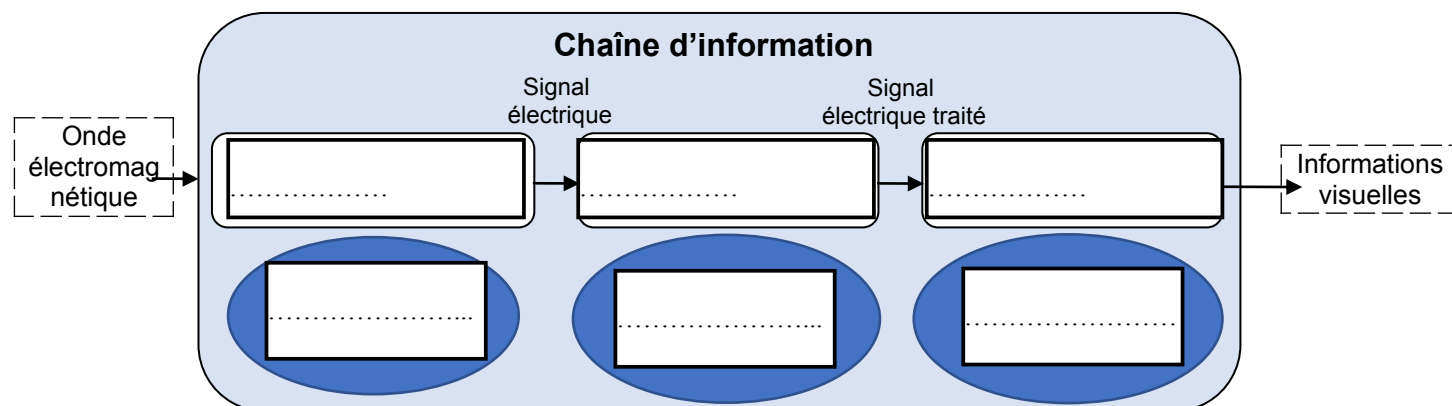 Chaîne d’information
Signal
électrique
Signal
électrique traité
Onde
électromag
nétique
Informations
visuelles
................
................
................
.......................
.......................
.......................